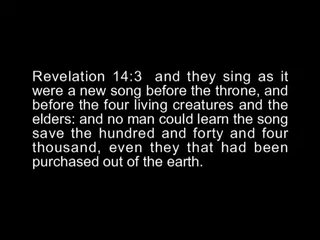 Revelation 14:3 and they sing as it
were a new song before the throne, and
before the four living creatures and the
elders: and no man could learn the song
save the hundred and forty and four
thousand, even they that had been
purchased out of the earth.